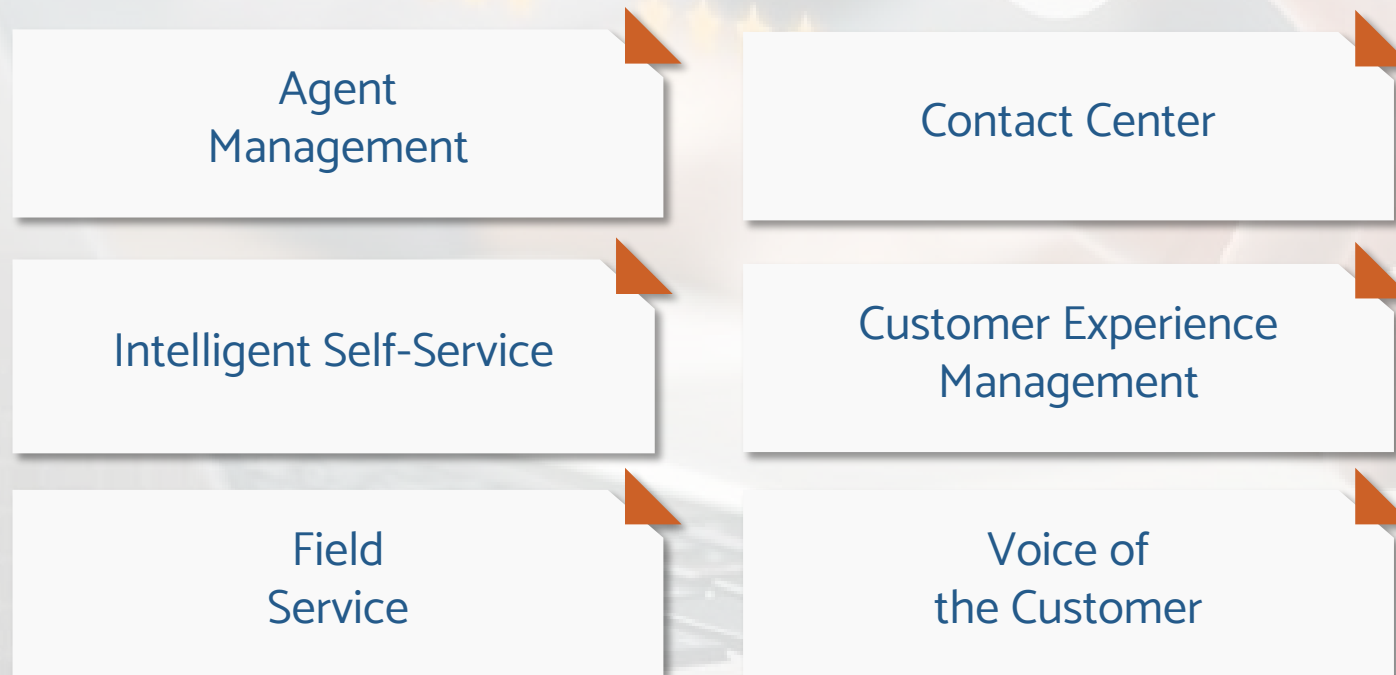 Agent
Management
Contact Center
Intelligent Self-Service
Customer Experience
Management
Field
Service
Voice of
the Customer